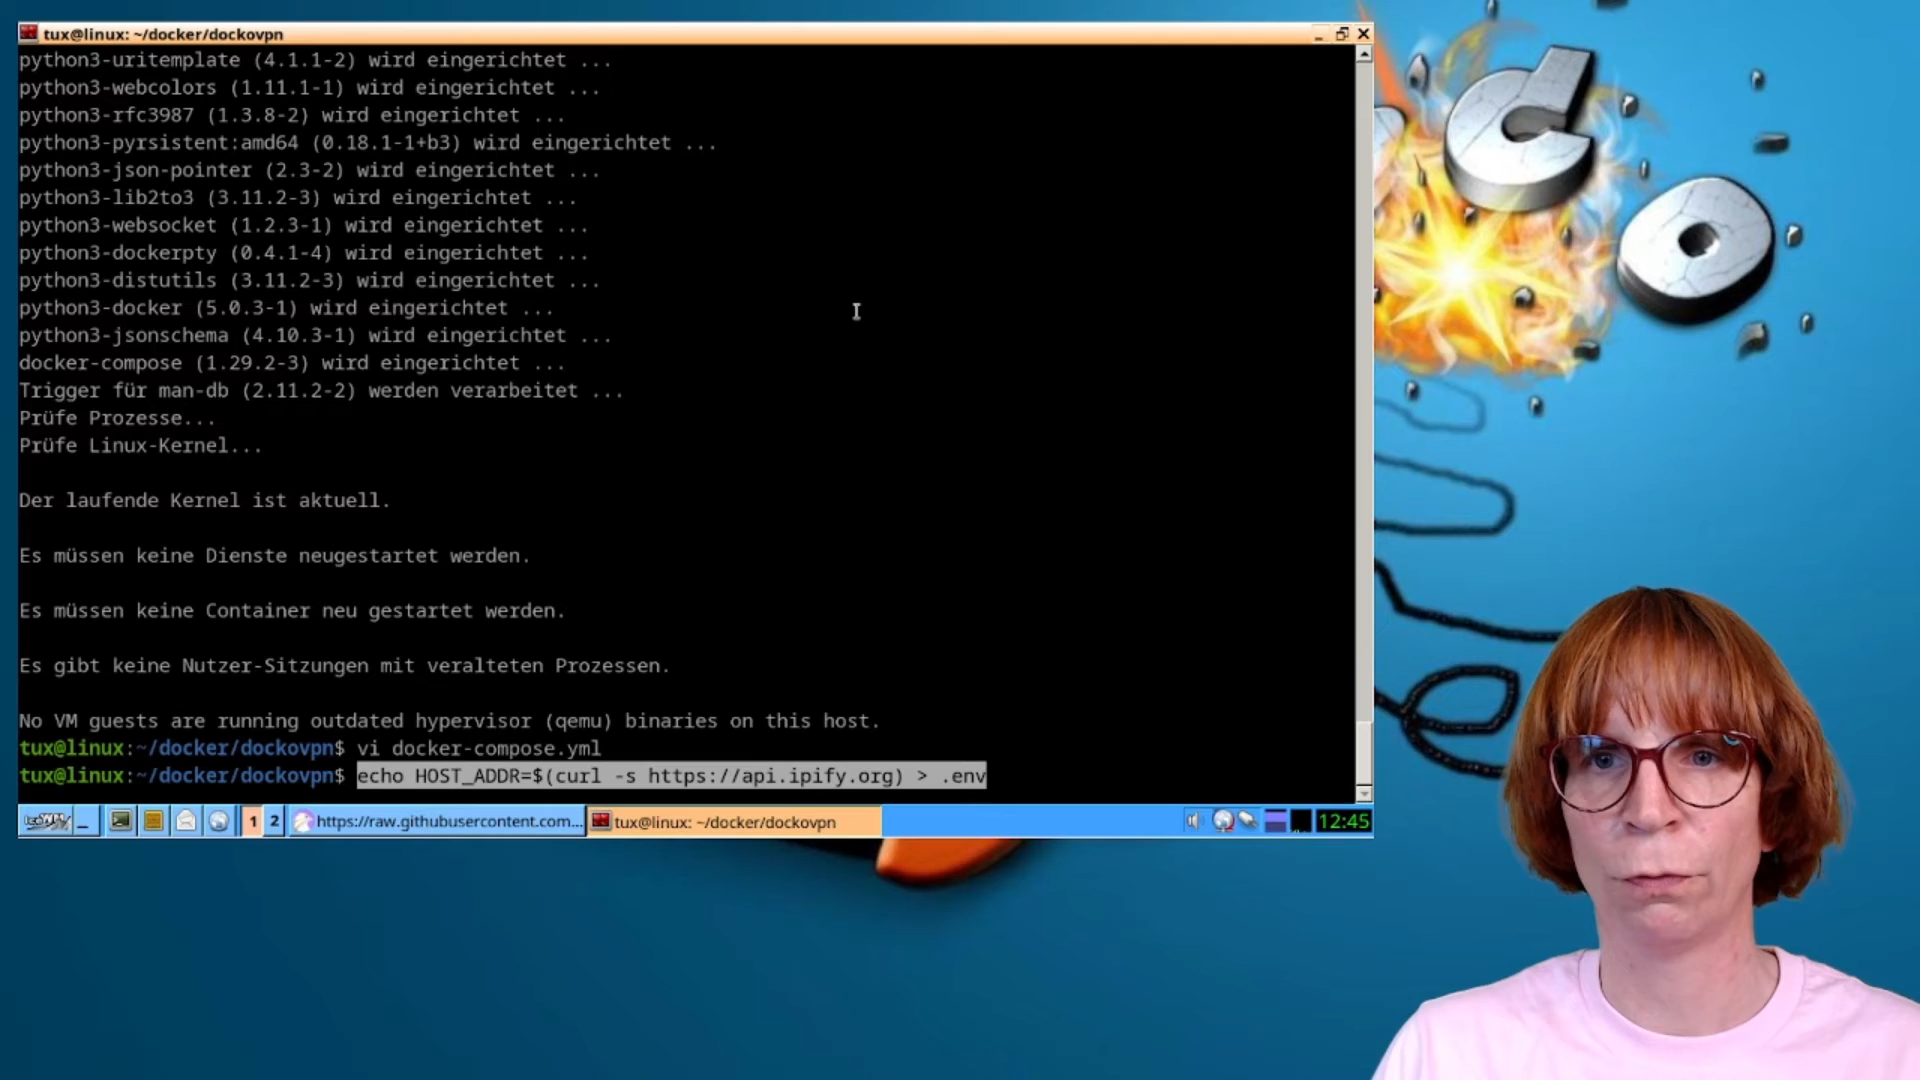 tux@linux: ~/docker/dockovpn
python3-uritemplate (4.1.1-2) wird eingerichtet ...
python3-webcolors (1.11.1-1) wird eingerichtet ...
python3-rfc3987 (1.3.8-2) wird eingerichtet ...
python3-pyrsistent:amd64 (0.18.1-1+b3) wird eingerichtet ...
python3-json-pointer (2.3-2) wird eingerichtet ...
python3-lib2to3 (3.11.2-3) wird eingerichtet ...
python3-websocket (1.2.3-1) wird eingerichtet ...
python3-dockerpty (0.4.1-4) wird eingerichtet ...
python3-distutils (3.11.2-3) wird eingerichtet ...
python3-docker (5.0.3-1) wird eingerichtet ...
python3-jsonschema (4.10.3-1) wird eingerichtet ...
docker-compose (1.29.2-3) wird eingerichtet ...
Trigger für man-db (2.11.2-2) werden verarbeitet ...
Prüfe Prozesse...
Prüfe Linux-Kernel...
Der laufende Kernel ist aktuell.
Es müssen keine Dienste neugestartet werden.
Es müssen keine Container neu gestartet werden.
Es gibt keine Nutzer-Sitzungen mit veralteten Prozessen.
No VM guests are running outdated hypervisor (qemu) binaries on this host.
tux@linux:~/docker/dockovpn$ vi docker-compose.yml
tux@linux:~/docker/dockovpn$ echo HOST_ADDR=$(curl -s https://api.ipify.org) > .env
1 2 https://raw.githubusercontent.com... tux@linux: ~/docker/dockovpn 12:45